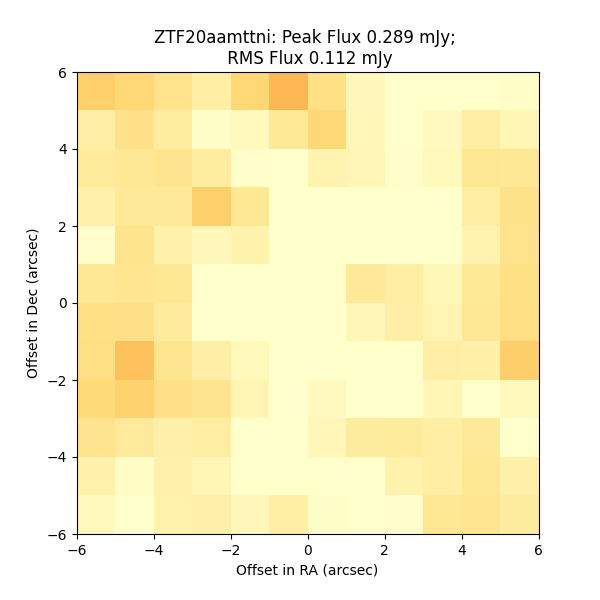 ZTF20aamttni: Peak Flux 0.289 mJy;
RMS Flux 0.112 mJy
6
4
2
0
−2
−4
−6
Offset in Dec (arcsec)
−6 −4 −2 0 2 4 6
Offset in RA (arcsec)